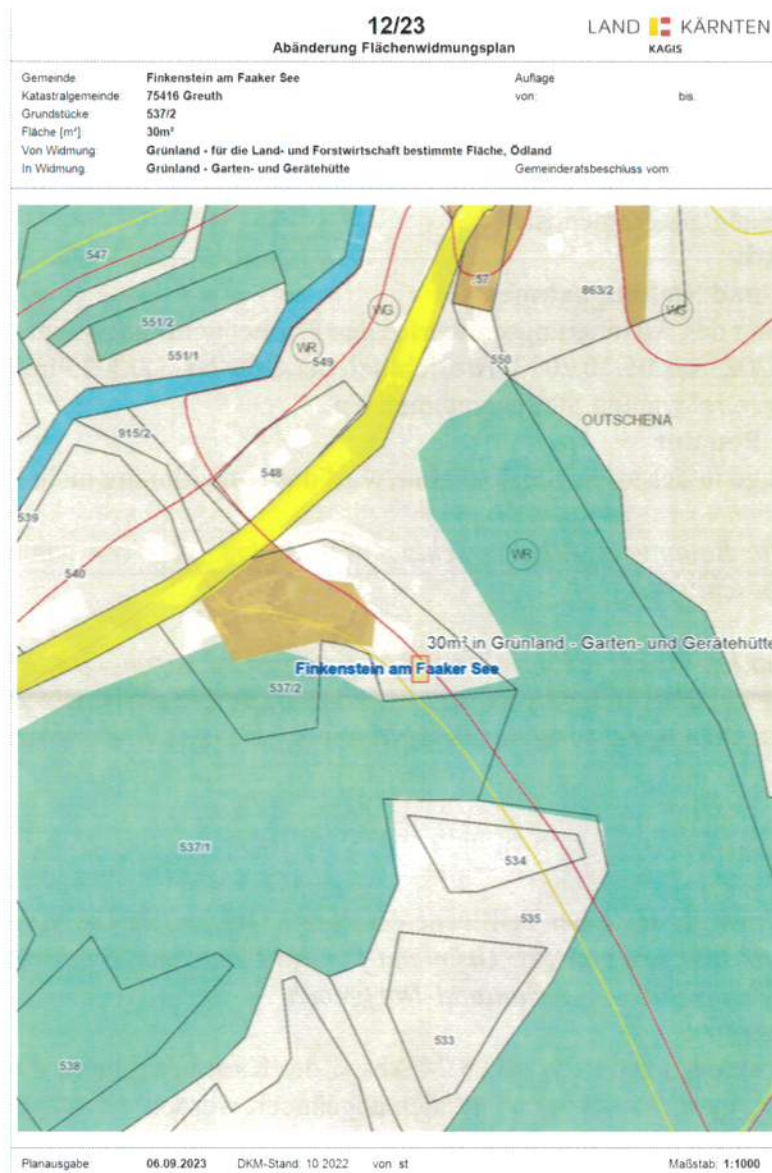 12/23
Abänderung Flächenwidmungsplan
LAND KÄRNTEN
KAGIS
Gemeinde: Finkenstein am Faaker See
Auflage
Katastralgemeinde: 75416 Greuth
von: bis:
Grundstücke: 537/2
Fläche [m²]: 30m²
Von Widmung: Grünland - für die Land- und Forstwirtschaft bestimmte Fläche, Ödland
In Widmung: Grünland - Garten- und Gerätehütte
Gemeinderatsbeschluss vom:
547
.57
863/2
WG
WG
551/2
WR
551/1
549
550
OUTSCHENA
915/2
548
539
WR
540
30m² in Grünland - Garten- und Gerätehütte
Finkenstein am Faaker See
537/2
537/1
534
535
533
538
Planausgabe: 06.09.2023 DKM-Stand: 10.2022 von: st Maßstab: 1:1000